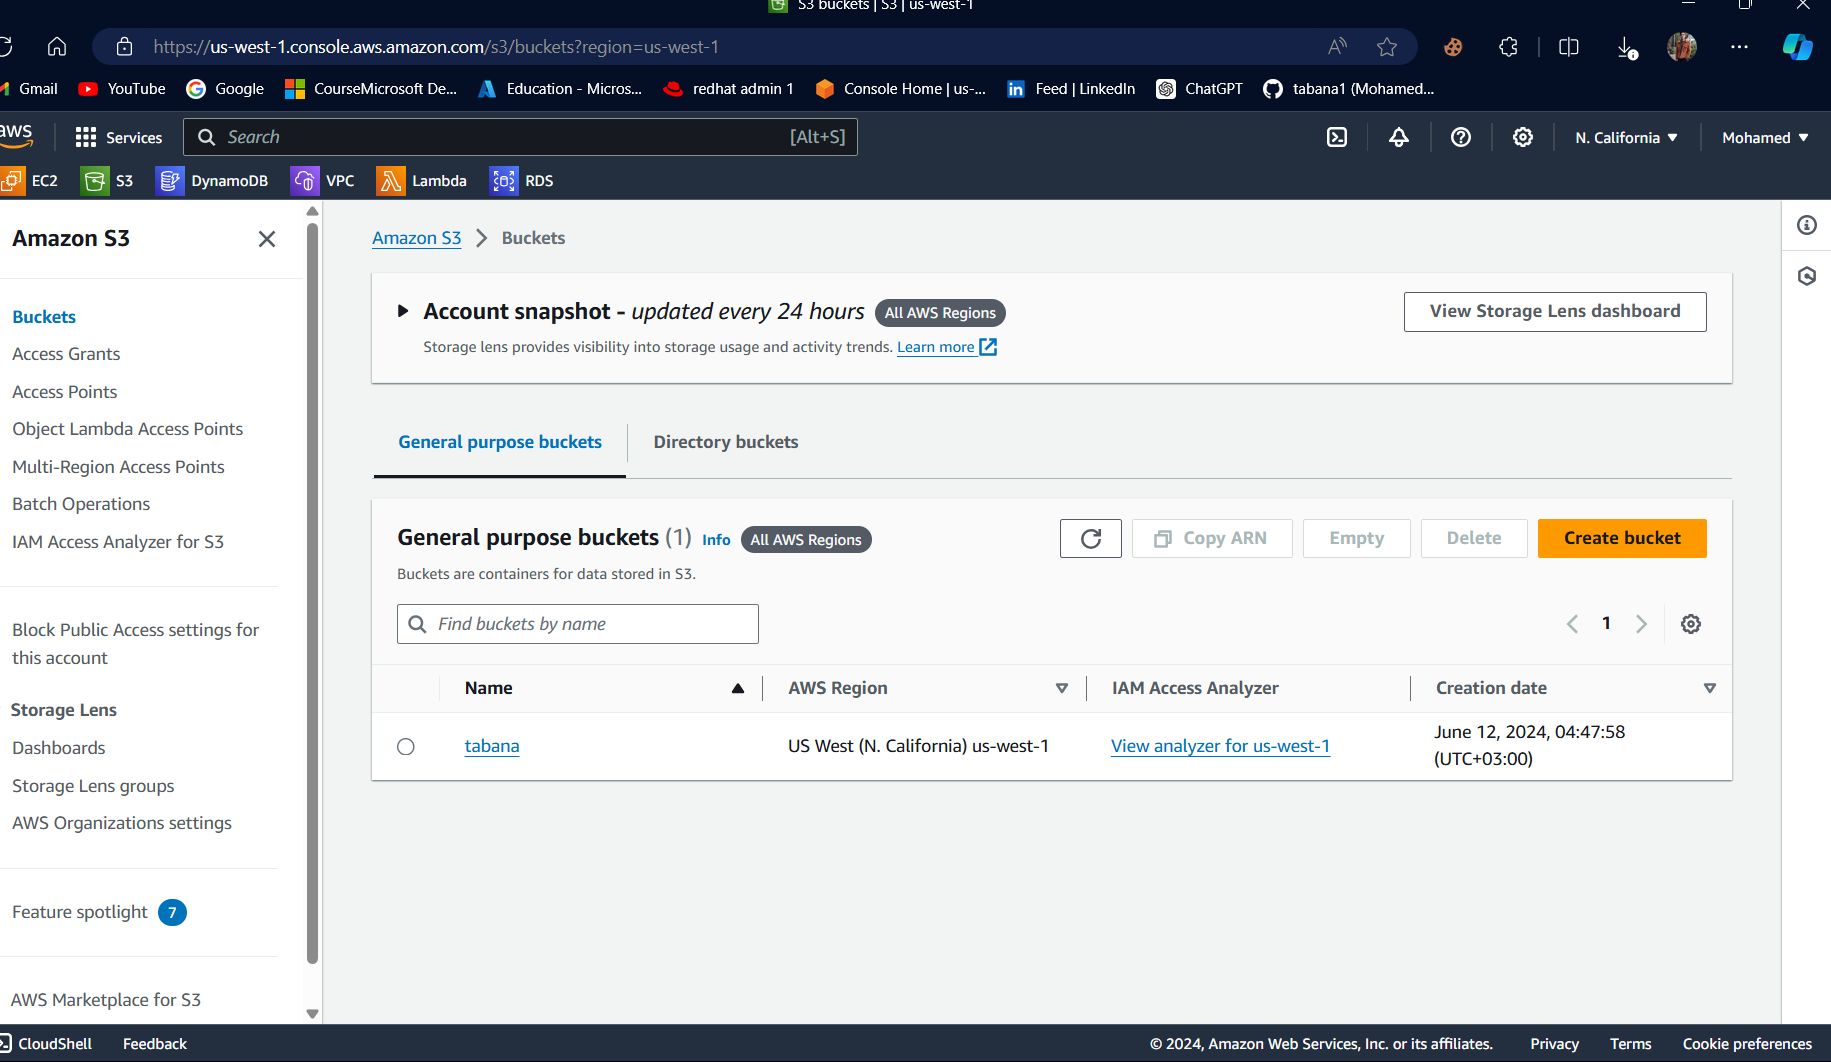 S3 buckets | S3 | us-west-1
https://us-west-1.console.aws.amazon.com/s3/buckets?region=us-west-1
Gmail YouTube Google CourseMicrosoft De... Education - Micros... redhat admin 1 Console Home | us-... Feed | LinkedIn ChatGPT tabana1 (Mohamed...
aws Services Search [Alt+S] N. California Mohamed
EC2 S3 DynamoDB VPC Lambda RDS
Amazon S3
Buckets
Access Grants
Access Points
Object Lambda Access Points
Multi-Region Access Points
Batch Operations
IAM Access Analyzer for S3
Block Public Access settings for
this account
Storage Lens
Dashboards
Storage Lens groups
AWS Organizations settings
Feature spotlight 7
AWS Marketplace for S3
Amazon S3 Buckets
Account snapshot - updated every 24 hours All AWS Regions View Storage Lens dashboard
Storage lens provides visibility into storage usage and activity trends. Learn more
General purpose buckets Directory buckets
General purpose buckets (1) Info All AWS Regions Copy ARN Empty Delete Create bucket
Buckets are containers for data stored in S3.
Find buckets by name 1
Name AWS Region IAM Access Analyzer Creation date
tabana US West (N. California) us-west-1 View analyzer for us-west-1 June 12, 2024, 04:47:58
(UTC+03:00)
CloudShell Feedback © 2024, Amazon Web Services, Inc. or its affiliates. Privacy Terms Cookie preferences